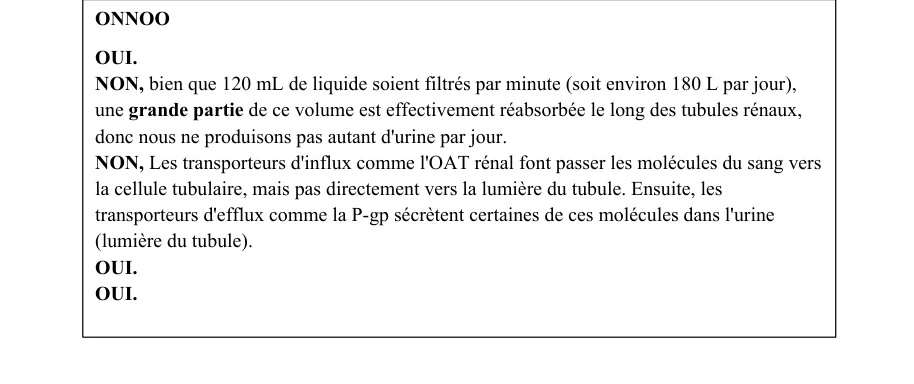 ONNOO
OUI.
NON, bien que 120 mL de liquide soient filtrés par minute (soit environ 180 L par jour),
une grande partie de ce volume est effectivement réabsorbée le long des tubules rénaux,
donc nous ne produisons pas autant d'urine par jour.
NON, Les transporteurs d'influx comme l'OAT rénal font passer les molécules du sang vers
la cellule tubulaire, mais pas directement vers la lumière du tubule. Ensuite, les
transporteurs d'efflux comme la P-gp sécrètent certaines de ces molécules dans l'urine
(lumière du tubule).
OUI.
OUI.